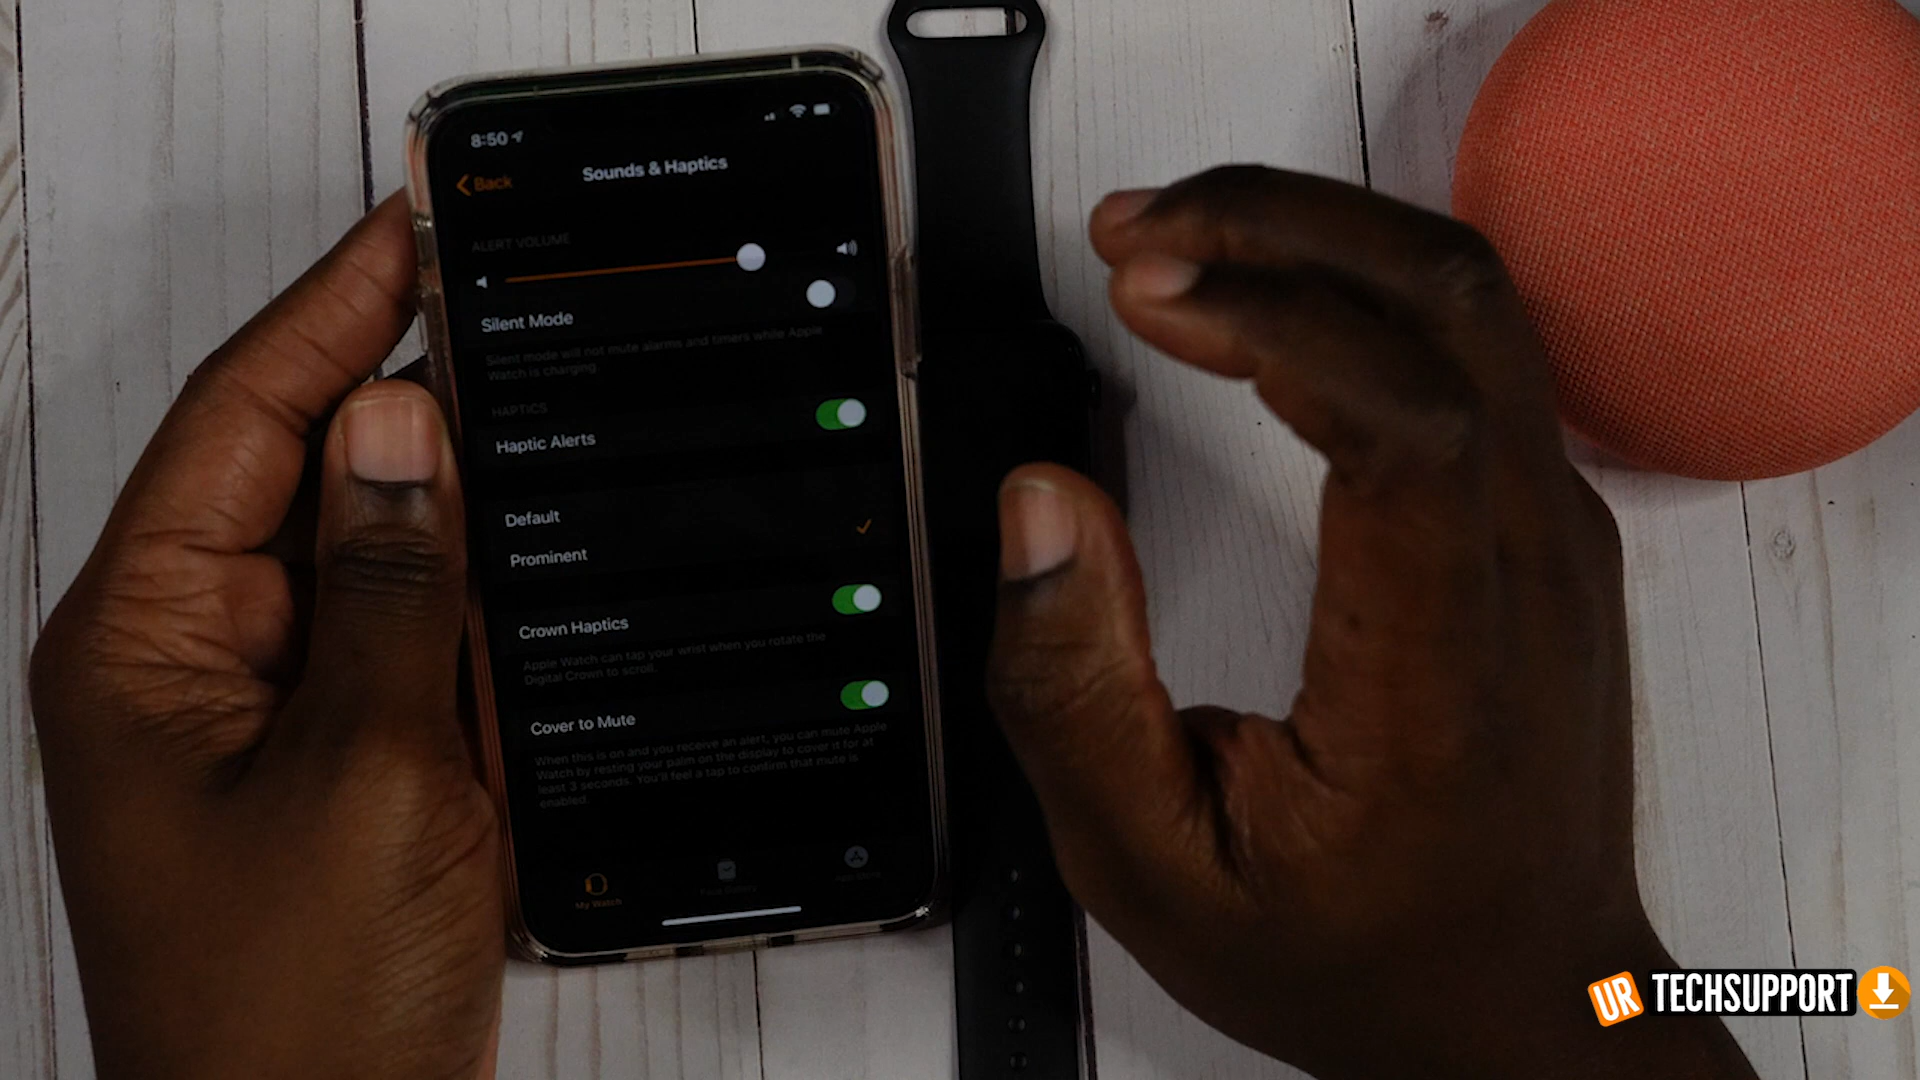 8:50
Back
Sounds & Haptics
ALERT VOLUME
Silent Mode
Silent mode will not mute alarms and timers while Apple
Watch is charging.
HAPTICS
Haptic Alerts
Default
Prominent
Crown Haptics
Apple Watch can tap your wrist when you rotate the
Digital Crown to scroll.
Cover to Mute
When this is on and you receive an alert, you can mute Apple
Watch by resting your palm on the display to cover it for at
least 3 seconds. You'll feel a tap to confirm that mute is
enabled.
My Watch
Face Gallery
App Store
UR TECHSUPPORT